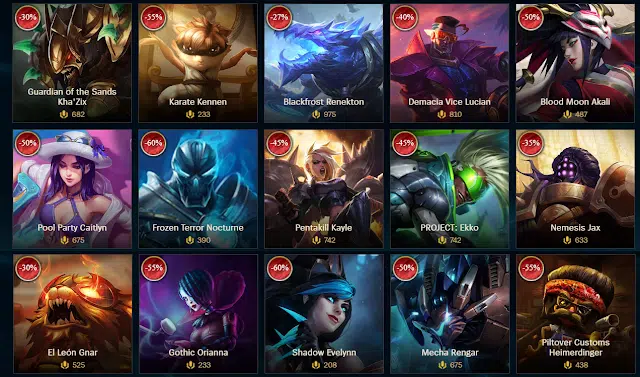 -30%
-55%
-27%
-40%
-50%
Guardian of the Sands
Kha'Zix
Karate Kennen
Blackfrost Renekton
Demacia Vice Lucian
Blood Moon Akali
682
233
975
810
487
-50%
-60%
-45%
-45%
-35%
Pool Party Caitlyn
Frozen Terror Nocturne
Pentakill Kayle
PROJECT: Ekko
Nemesis Jax
675
390
742
742
633
-30%
-55%
-60%
-50%
-55%
El León Gnar
Gothic Orianna
Shadow Evelynn
Mecha Rengar
Piltover Customs
Heimerdinger
525
233
208
675
438